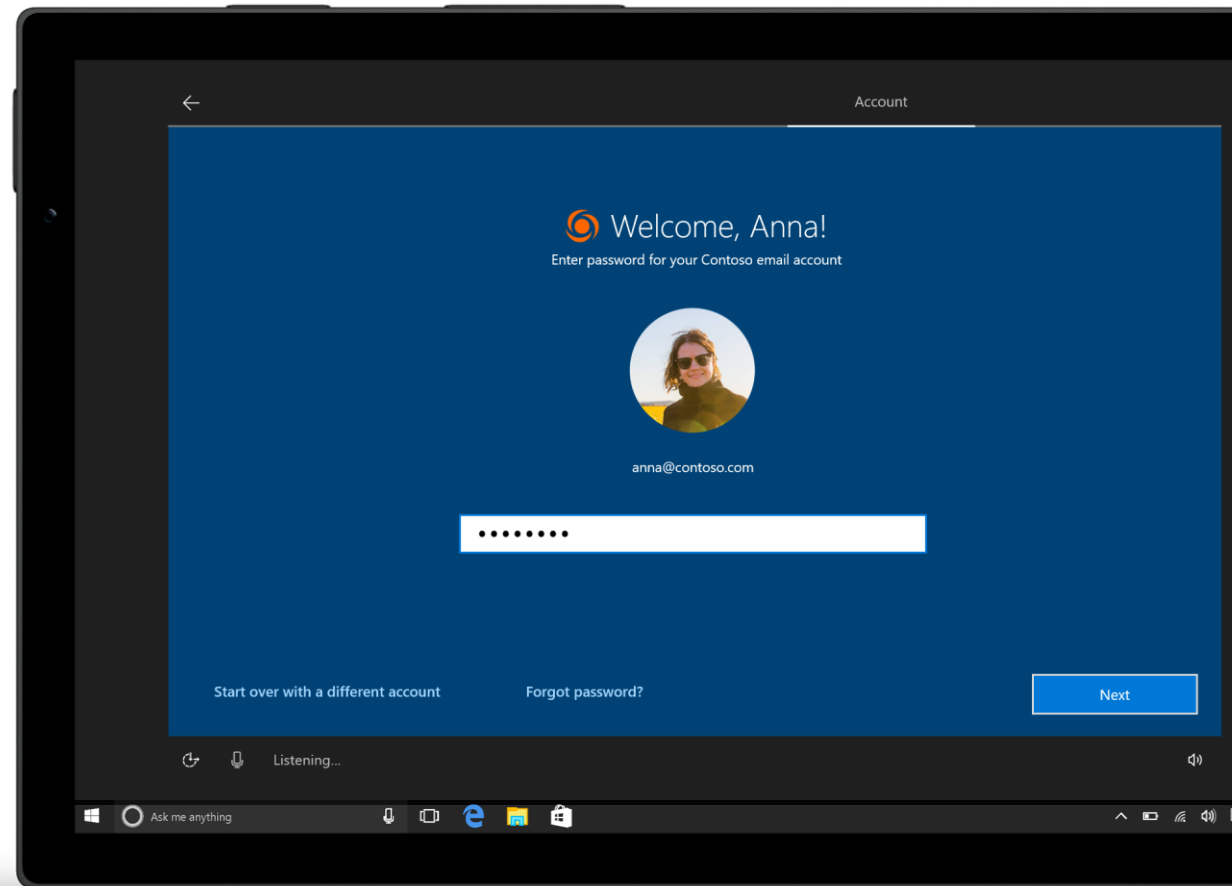 Account
Welcome, Anna!
Enter password for your Contoso email account
anna@contoso.com
Start over with a different account
Forgot password?
Next
Listening...
Ask me anything